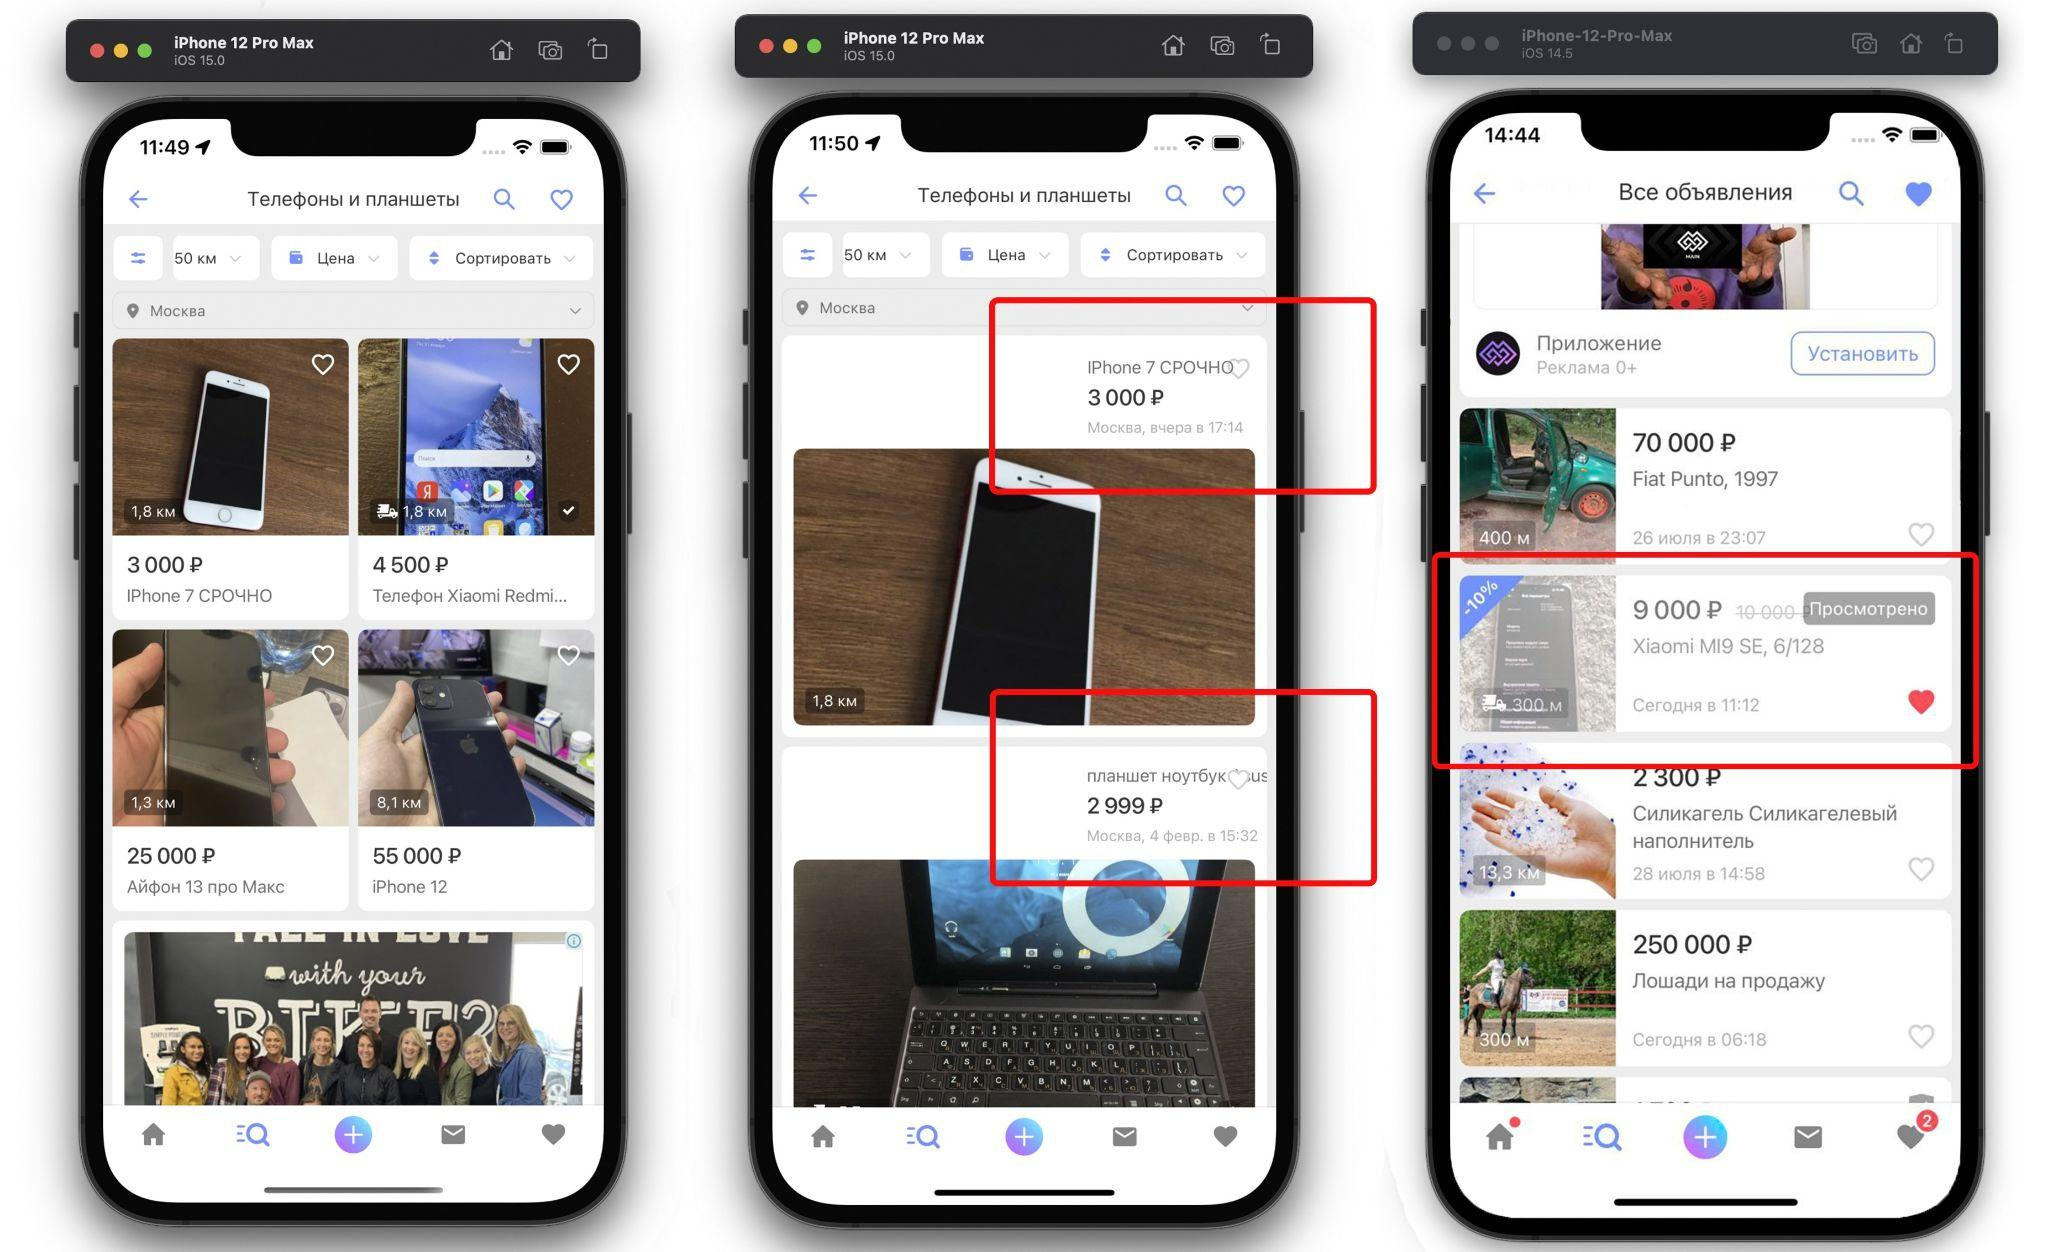 iPhone 12 Pro Max
iOS 15.0
11:49
Телефоны и планшеты
50 км
Цена
Сортировать
Москва
1,8 км
3 000 ₽
IPhone 7 СРОЧНО
Поиск
1,8 км
4 500 ₽
Телефон Xiaomi Redmi...
1,3 км
25 000 ₽
Айфон 13 про Макс
8,1 км
55 000 ₽
iPhone 12
FALL IN LOVE
with your
BIKE?
iPhone 12 Pro Max
iOS 15.0
11:50
Телефоны и планшеты
50 км
Цена
Сортировать
Москва
IPhone 7 СРОЧНО
3 000 ₽
Москва, вчера в 17:14
1,8 км
планшет ноутбук
2 999 ₽
Москва, 4 февр. в 15:32
iPhone-12-Pro-Max
iOS 14.5
14:44
Все объявления
MAIN
Приложение
Реклама 0+
Установить
400 м
70 000 ₽
Fiat Punto, 1997
26 июля в 23:07
-10%
300 м
9 000 ₽ 10 000 ₽
Просмотрено
Xiaomi MI9 SE, 6/128
Сегодня в 11:12
13,3 км
2 300 ₽
Силикагель Силикагелевый
наполнитель
28 июля в 14:58
300 м
250 000 ₽
Лошади на продажу
Сегодня в 06:18
2